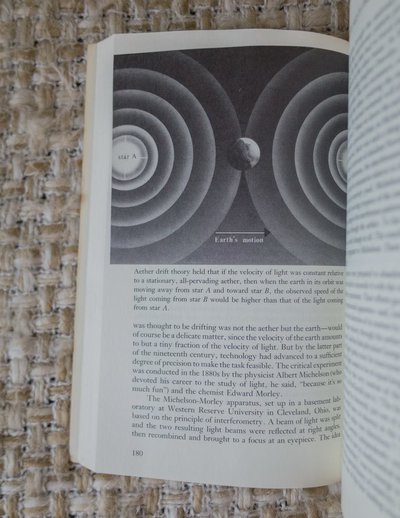 star A
Earth's motion
Aether drift theory held that if the velocity of light was constant relative
to a stationary, all-pervading aether, then when the earth in its orbit was
moving away from star A and toward star B, the observed speed of the
light coming from star B would be higher than that of the light coming
from star A.
was thought to be drifting was not the aether but the earth—would
of course be a delicate matter, since the velocity of the earth amounts
to but a tiny fraction of the velocity of light. But by the latter part
of the nineteenth century, technology had advanced to a sufficient
degree of precision to make the task feasible. The critical experiment
was conducted in the 1880s by the physicist Albert Michelson (who
devoted his career to the study of light, he said, "because it's so
much fun") and the chemist Edward Morley.
The Michelson-Morley apparatus, set up in a basement lab-
oratory at Western Reserve University in Cleveland, Ohio, was
based on the principle of interferometry. A beam of light was split
and the two resulting light beams were reflected at right angles,
then recombined and brought to a focus at an eyepiece. The idea
180